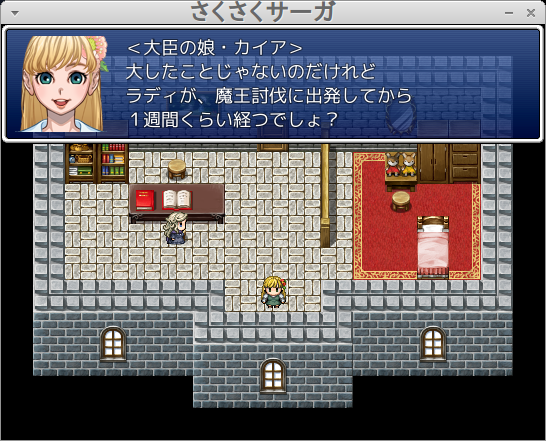 さくさくサーガ
＜大臣の娘・カイア＞
大したことじゃないのだけれど
ラディが、魔王討伐に出発してから
１週間くらい経つでしょ？